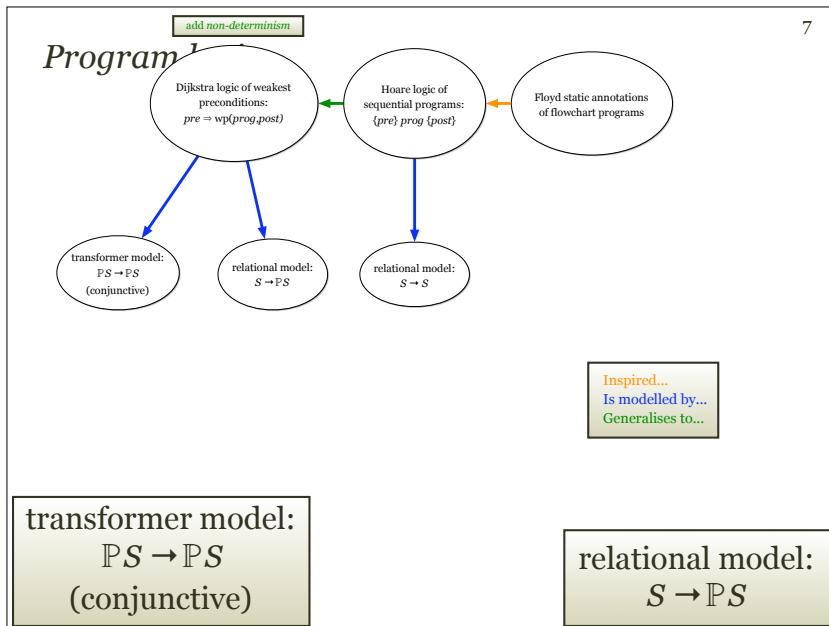 add non-determinism
7
Program
Dijkstra logic of weakest
preconditions:
pre ⇒ wp(prog,post)
Hoare logic of
sequential programs:
{pre} prog {post}
Floyd static annotations
of flowchart programs
transformer model:
ℙS → ℙS
(conjunctive)
relational model:
S → ℙS
relational model:
S → S
Inspired...
Is modelled by...
Generalises to...
transformer model:
ℙS → ℙS
(conjunctive)
relational model:
S → ℙS